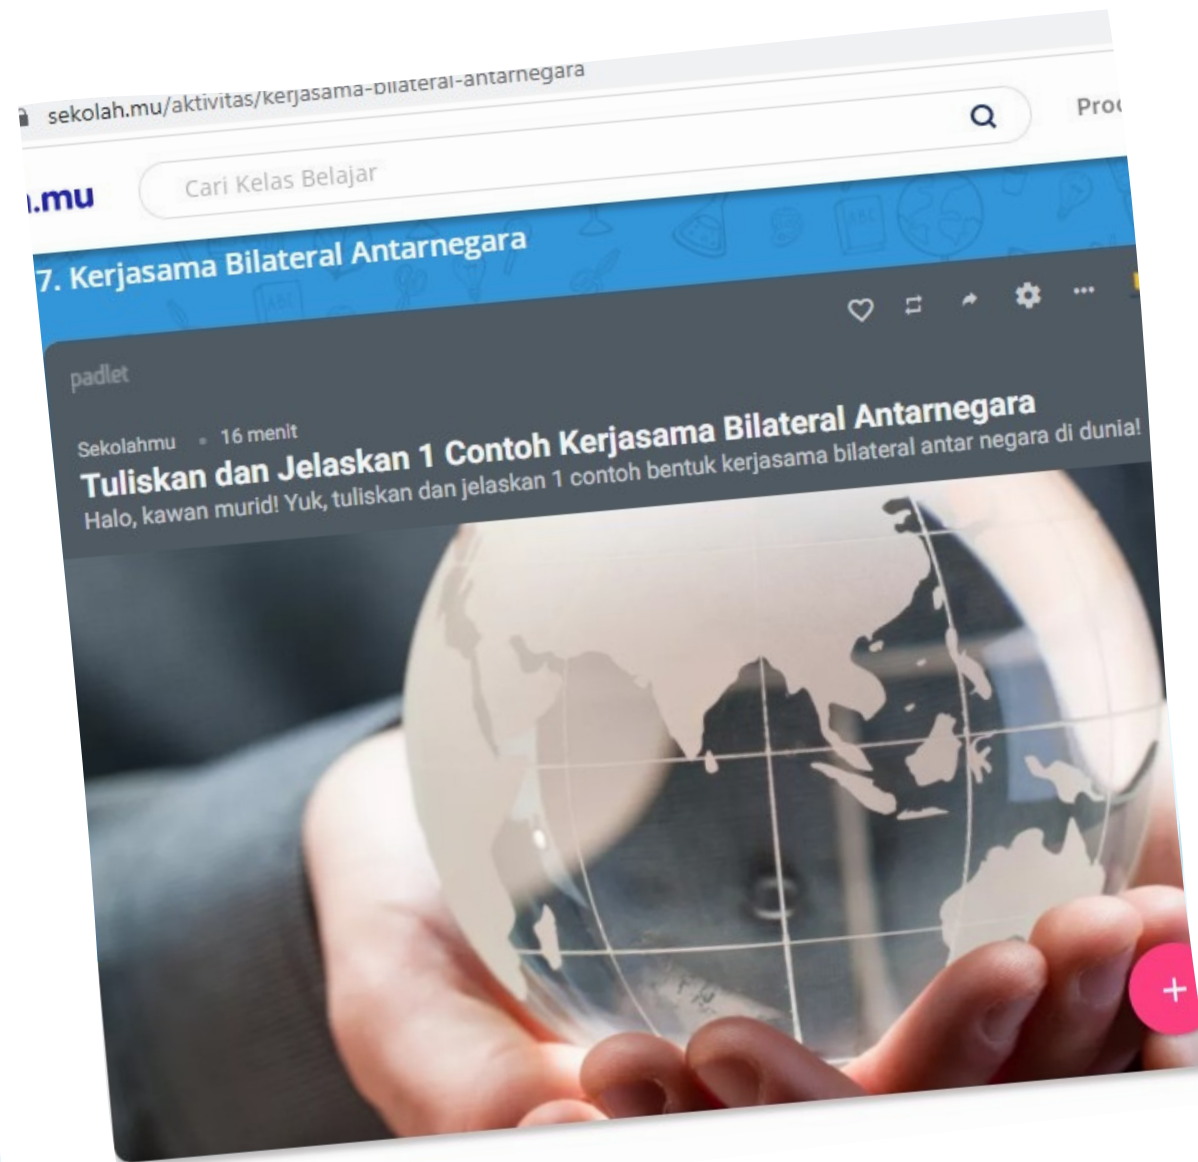 sekolah.mu/aktivitas/kerjasama-bilateral-antarnegara
.mu
Cari Kelas Belajar
7. Kerjasama Bilateral Antarnegara
padlet
Sekolahmu • 16 menit
Tuliskan dan Jelaskan 1 Contoh Kerjasama Bilateral Antarnegara
Halo, kawan murid! Yuk, tuliskan dan jelaskan 1 contoh bentuk kerjasama bilateral antar negara di dunia!